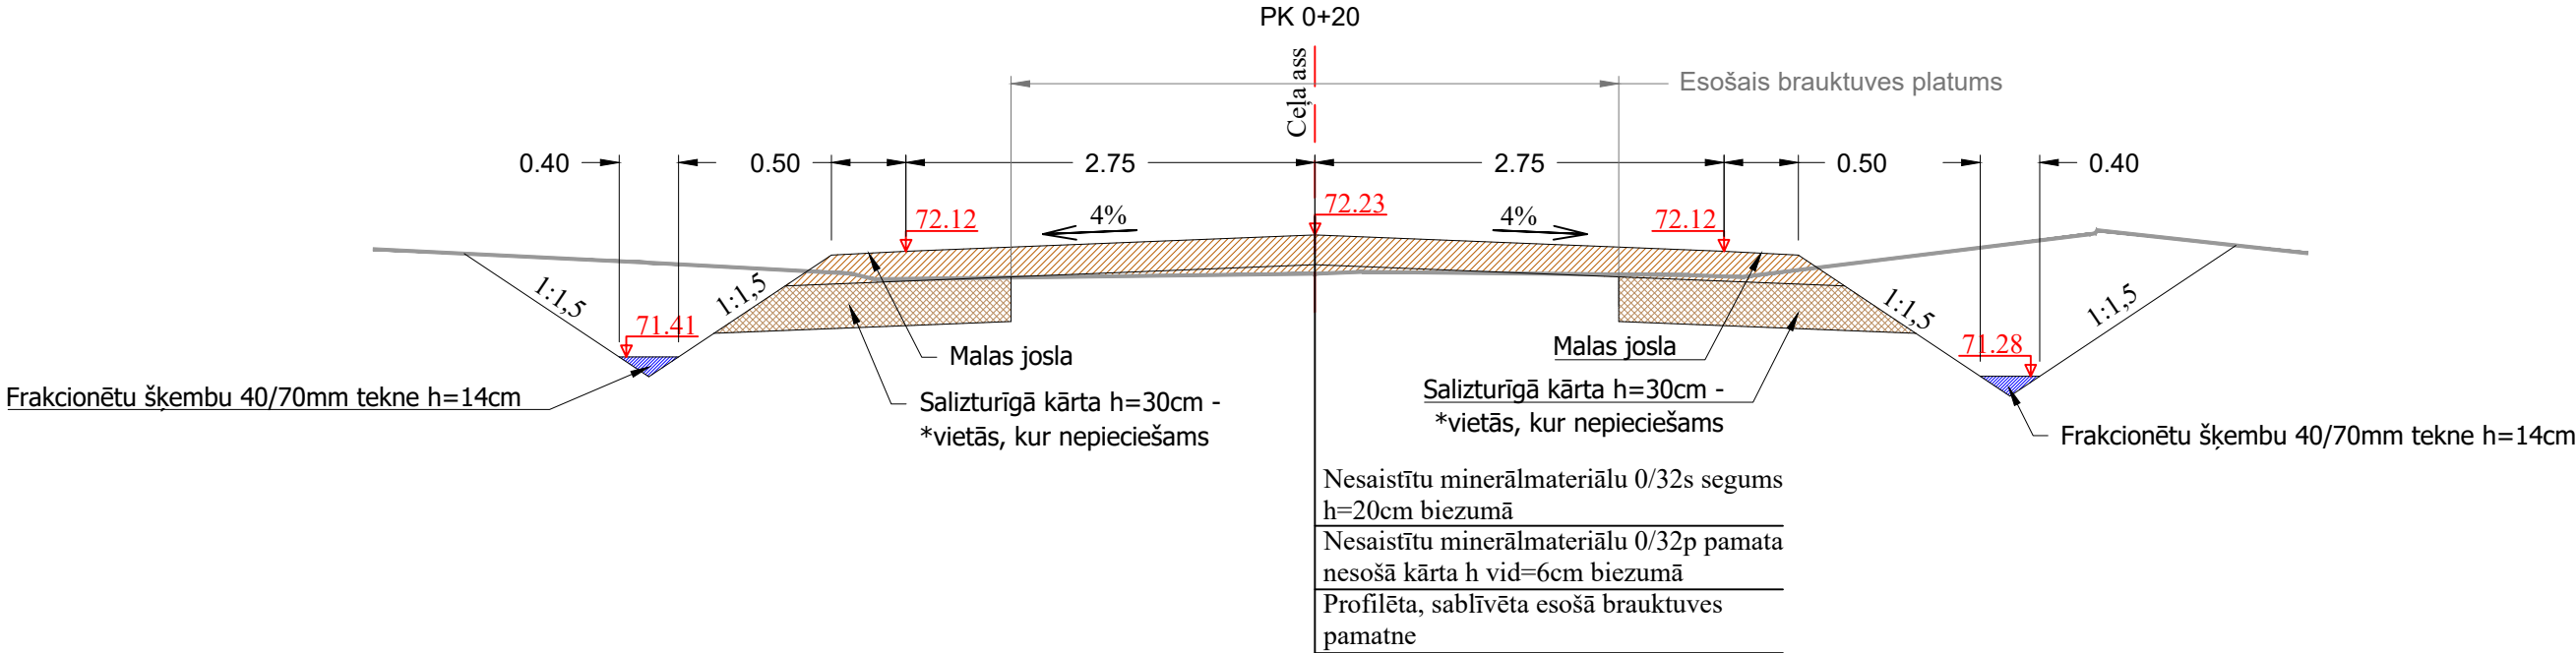 PK 0+20
Ceļa ass
Esošais brauktuves platums
0.40
0.50
2.75
2.75
0.50
0.40
72.12
4%
72.23
4%
72.12
1:1,5
1:1,5
1:1,5
1:1,5
71.41
71.28
Malas josla
Malas josla
Frakcionētu šķembu 40/70mm tekne h=14cm
Salizturīgā kārta h=30cm -
*vietās, kur nepieciešams
Salizturīgā kārta h=30cm -
*vietās, kur nepieciešams
Frakcionētu šķembu 40/70mm tekne h=14cm
Nesaistītu minerālmateriālu 0/32s segums
h=20cm biezumā
Nesaistītu minerālmateriālu 0/32p pamata
nesošā kārta h vid=6cm biezumā
Profilēta, sablīvēta esošā brauktuves
pamatne